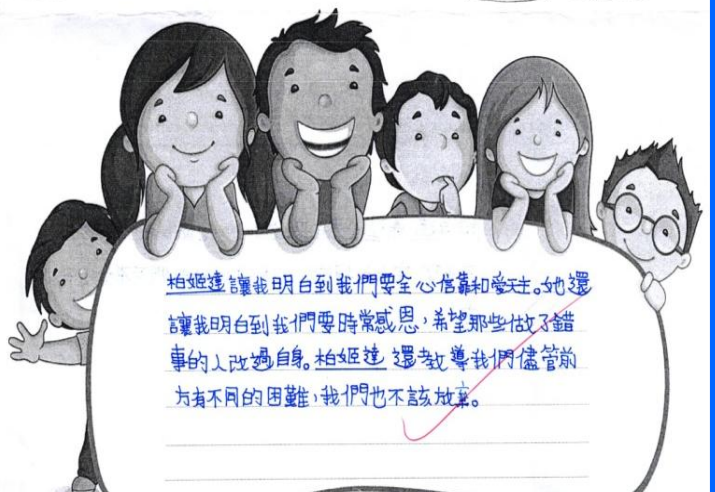 柏姬達讓我明白到我們要全心信靠和愛天主。她還
讓我明白到我們要時常感恩，希望那些做了錯
事的人改過自身。柏姬達還教導我們儘管前
方有不同的困難，我們也不該放棄。